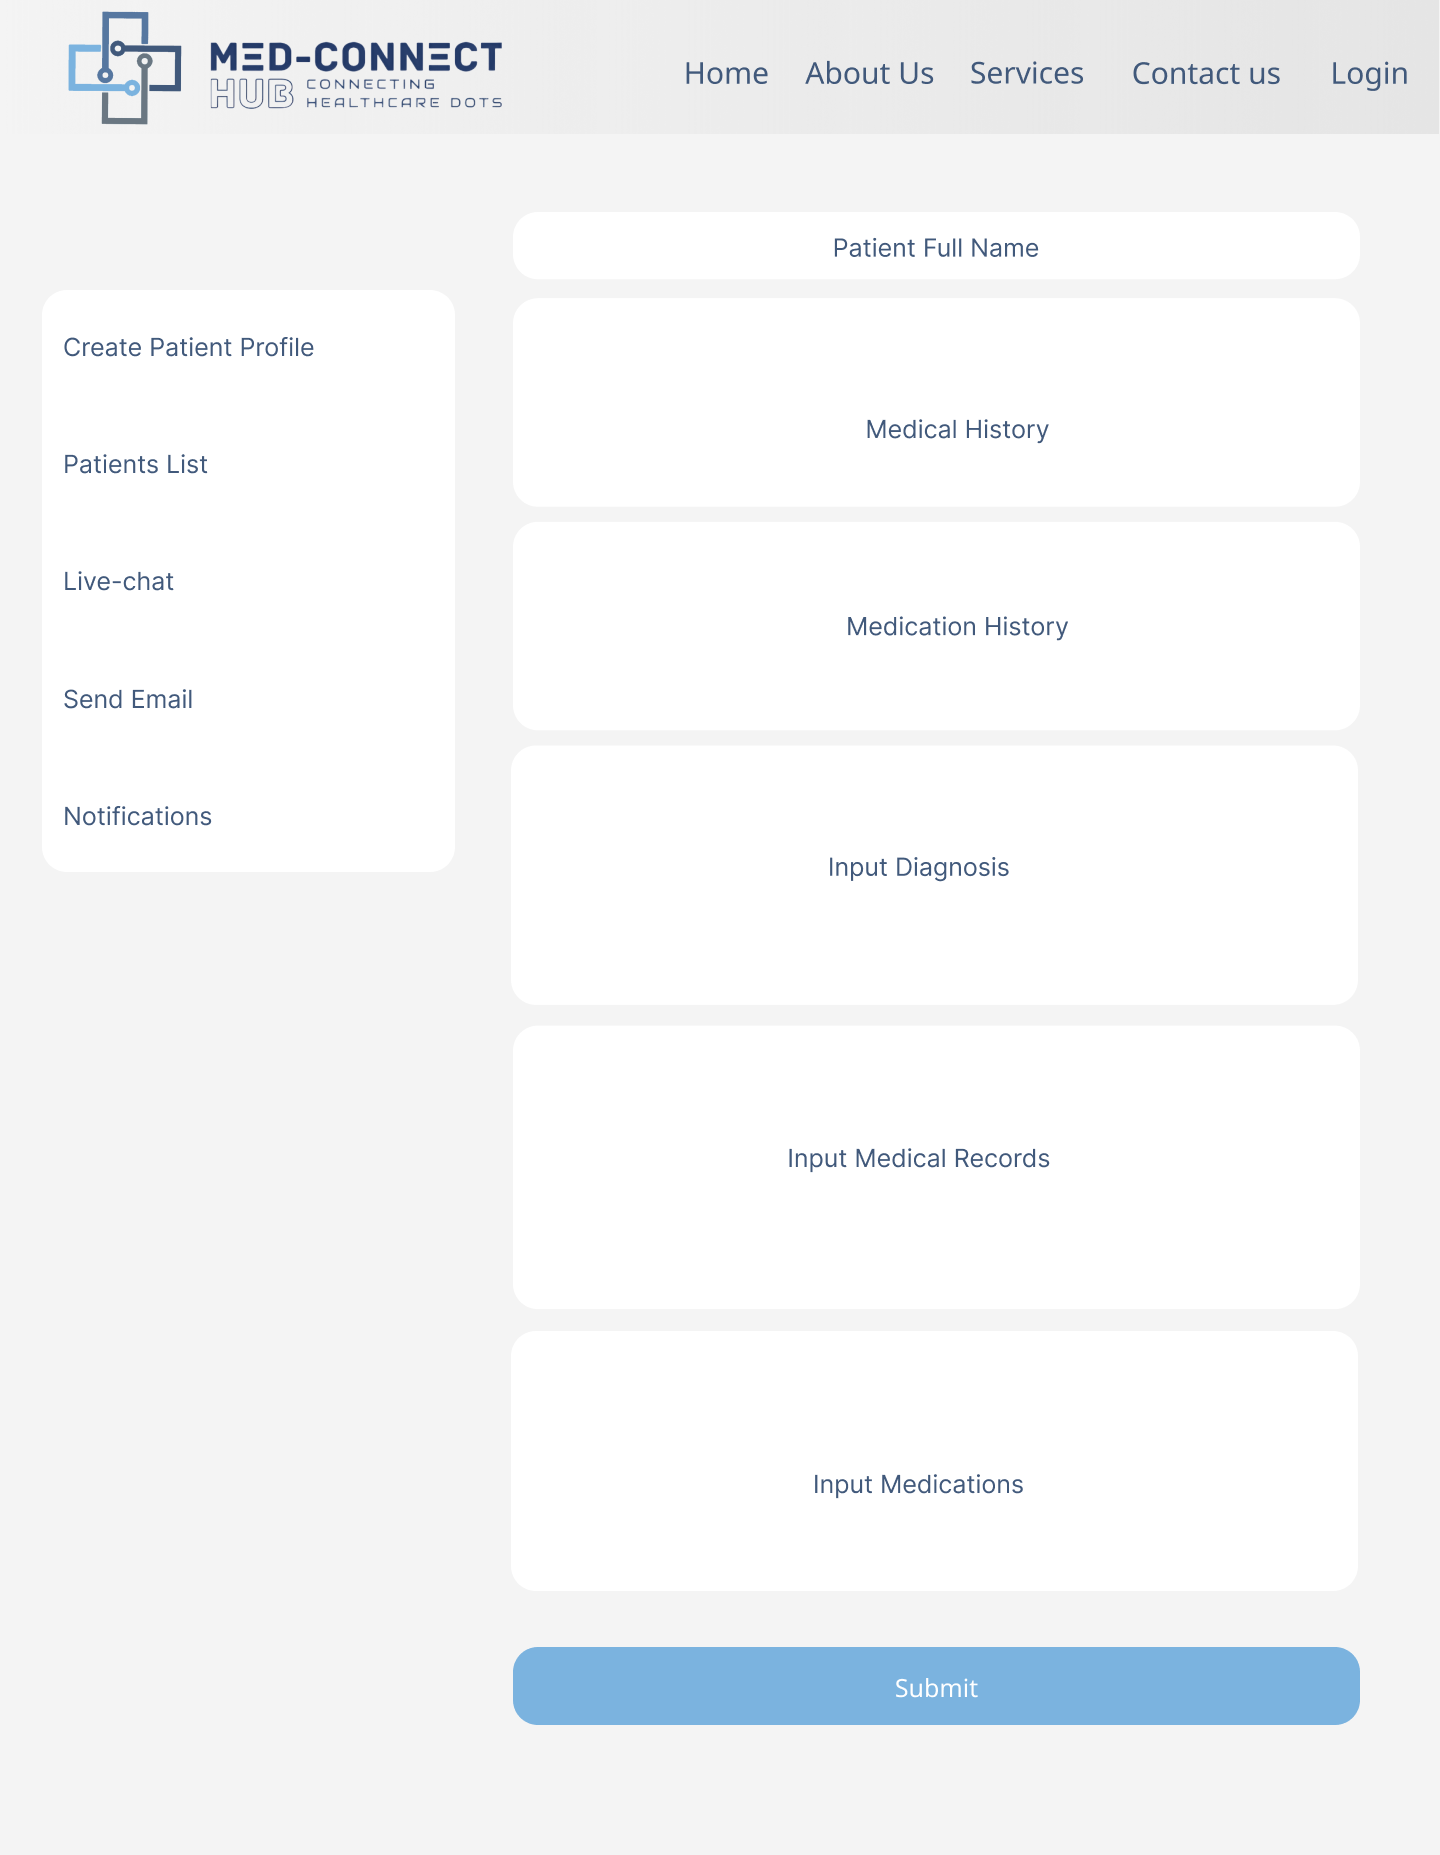 MED-CONNECT
HUB CONNECTING
HEALTHCARE DOTS
Home About Us Services Contact us Login
Patient Full Name
Create Patient Profile
Patients List
Live-chat
Send Email
Notifications
Medical History
Medication History
Input Diagnosis
Input Medical Records
Input Medications
Submit